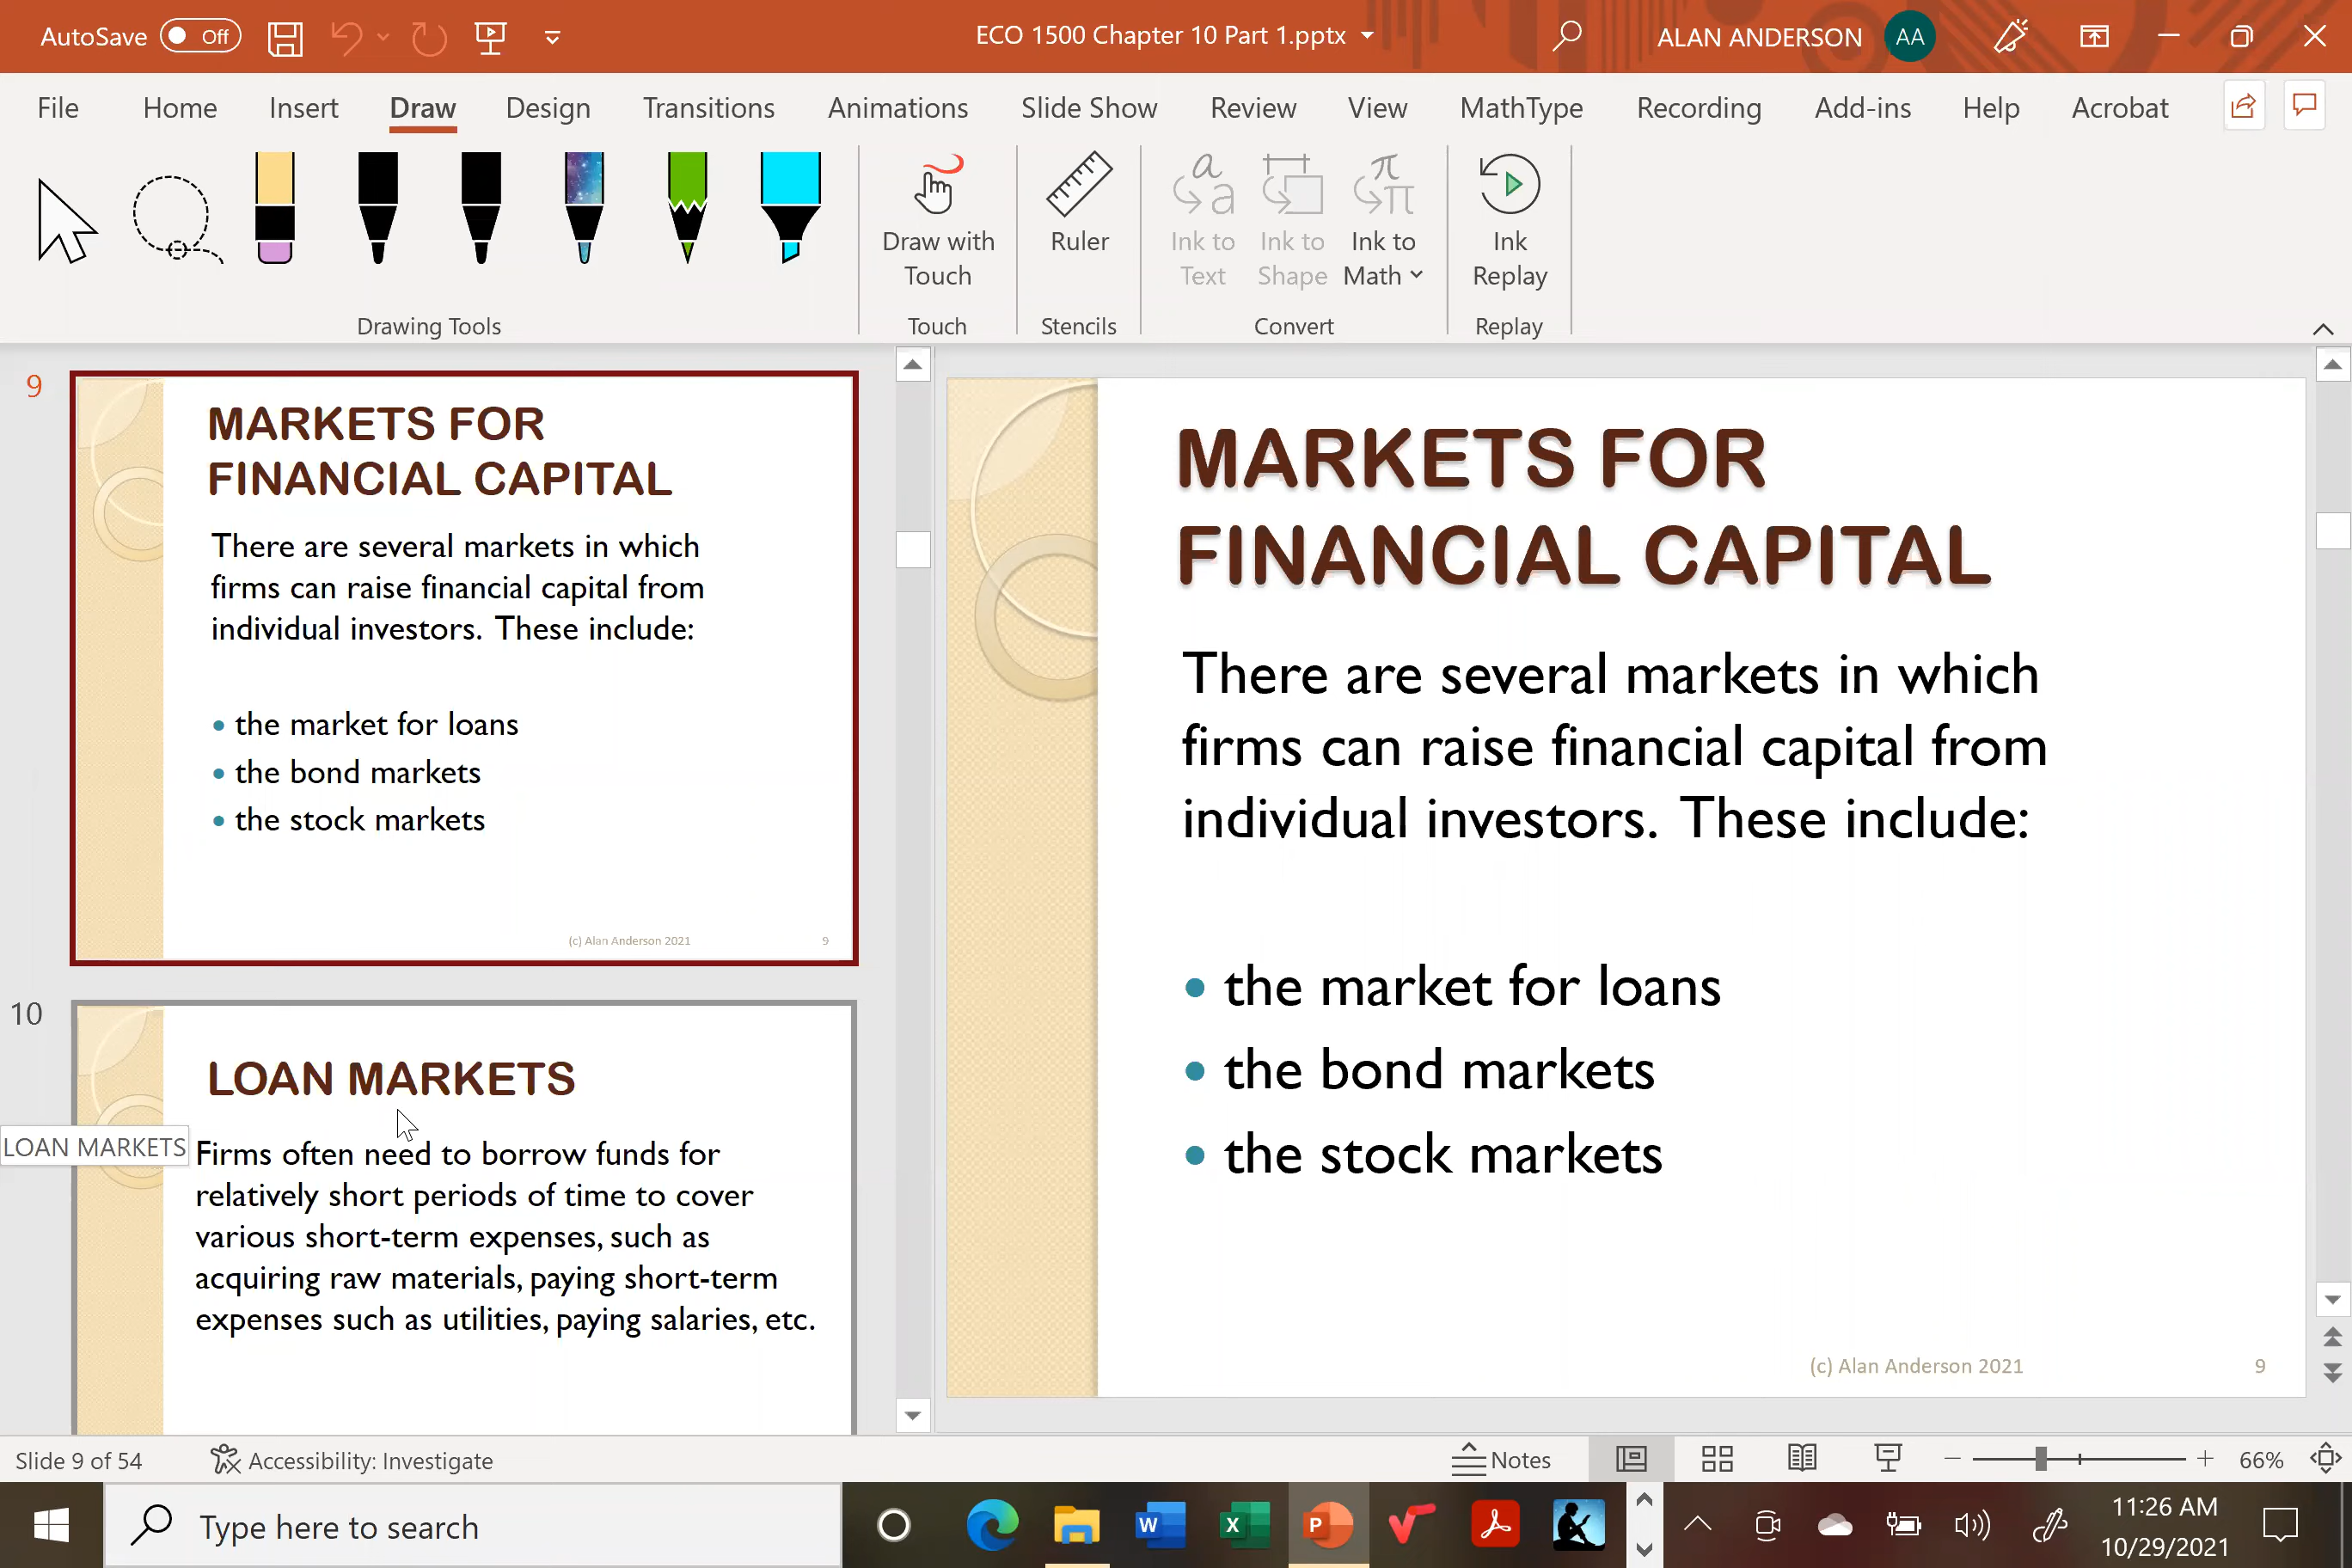 AutoSave Off
ECO 1500 Chapter 10 Part 1.pptx
ALAN ANDERSON AA
File Home Insert Draw Design Transitions Animations Slide Show Review View MathType Recording Add-ins Help Acrobat
Draw with
Touch
Ruler
Ink to
Text
Ink to
Shape
Ink to
Math
Ink
Replay
Drawing Tools Touch Stencils Convert Replay
9
MARKETS FOR
FINANCIAL CAPITAL
There are several markets in which
firms can raise financial capital from
individual investors. These include:
• the market for loans
• the bond markets
• the stock markets
(c) Alan Anderson 2021 9
10
LOAN MARKETS
LOAN MARKETS
Firms often need to borrow funds for
relatively short periods of time to cover
various short-term expenses, such as
acquiring raw materials, paying short-term
expenses such as utilities, paying salaries, etc.
MARKETS FOR
FINANCIAL CAPITAL
There are several markets in which
firms can raise financial capital from
individual investors. These include:
• the market for loans
• the bond markets
• the stock markets
(c) Alan Anderson 2021 9
Slide 9 of 54 Accessibility: Investigate Notes 66%
Type here to search
11:26 AM
10/29/2021